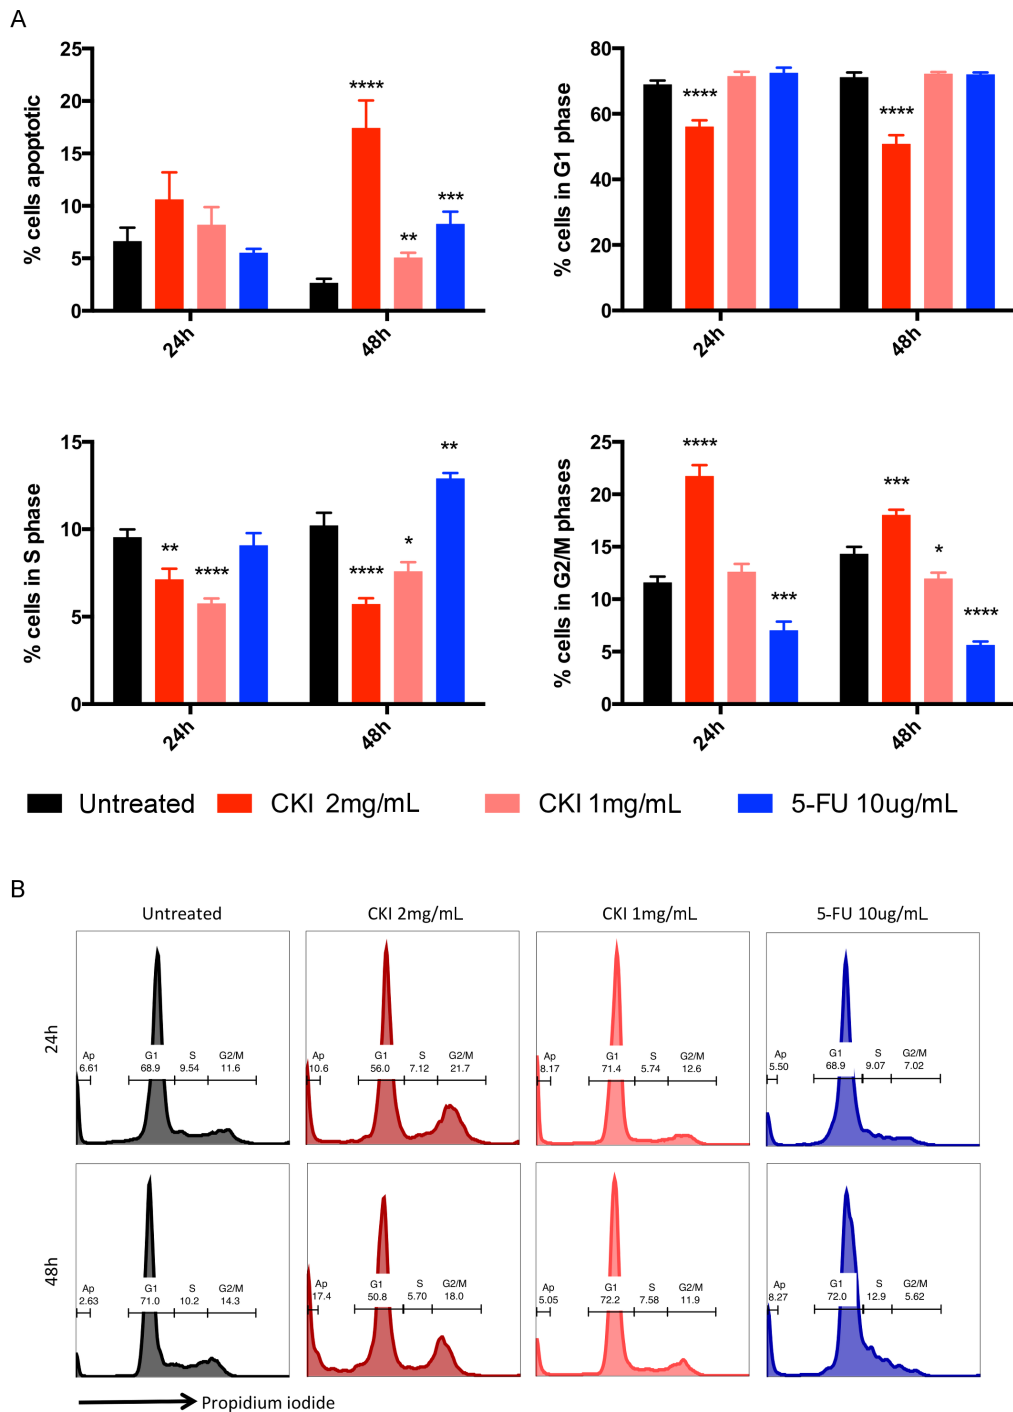 A
% cells apoptotic
25
20
15
10
5
0
****
**
***
24h
48h
% cells in G1 phase
80
60
40
20
0
****
****
24h
48h
% cells in S phase
15
10
5
0
**
****
****
*
**
24h
48h
% cells in G2/M phases
25
20
15
10
5
0
****
***
***
*
****
24h
48h
Untreated CKI 2mg/mL CKI 1mg/mL 5-FU 10ug/mL
B
Untreated CKI 2mg/mL CKI 1mg/mL 5-FU 10ug/mL
24h
Ap G1 S G2/M
6.61 68.9 9.54 11.6
Ap G1 S G2/M
10.6 56.0 7.12 21.7
Ap G1 S G2/M
8.17 71.4 5.74 12.6
Ap G1 S G2/M
5.50 68.9 9.07 7.02
48h
Ap G1 S G2/M
2.63 71.0 10.2 14.3
Ap G1 S G2/M
17.4 50.8 5.70 18.0
Ap G1 S G2/M
5.05 72.2 7.58 11.9
Ap G1 S G2/M
8.27 72.0 12.9 5.62
Propidium iodide